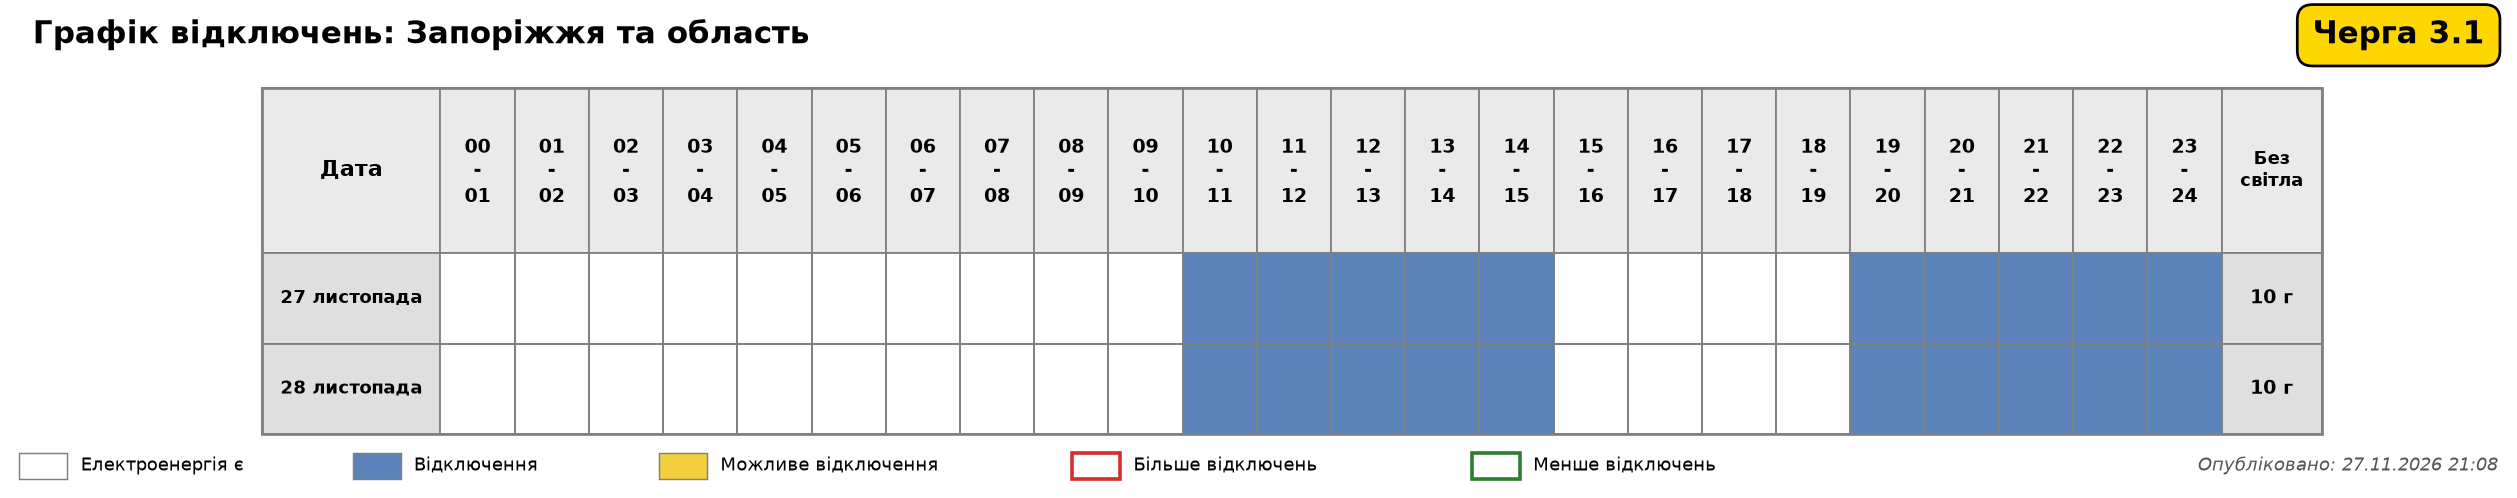 Графік відключень: Запоріжжя та область
Черга 3.1
Дата
00 - 01
01 - 02
02 - 03
03 - 04
04 - 05
05 - 06
06 - 07
07 - 08
08 - 09
09 - 10
10 - 11
11 - 12
12 - 13
13 - 14
14 - 15
15 - 16
16 - 17
17 - 18
18 - 19
19 - 20
20 - 21
21 - 22
22 - 23
23 - 24
Без
світла
27 листопада
10 г
28 листопада
10 г
Електроенергія є
Відключення
Можливе відключення
Більше відключень
Менше відключень
Опубліковано: 27.11.2026 21:08